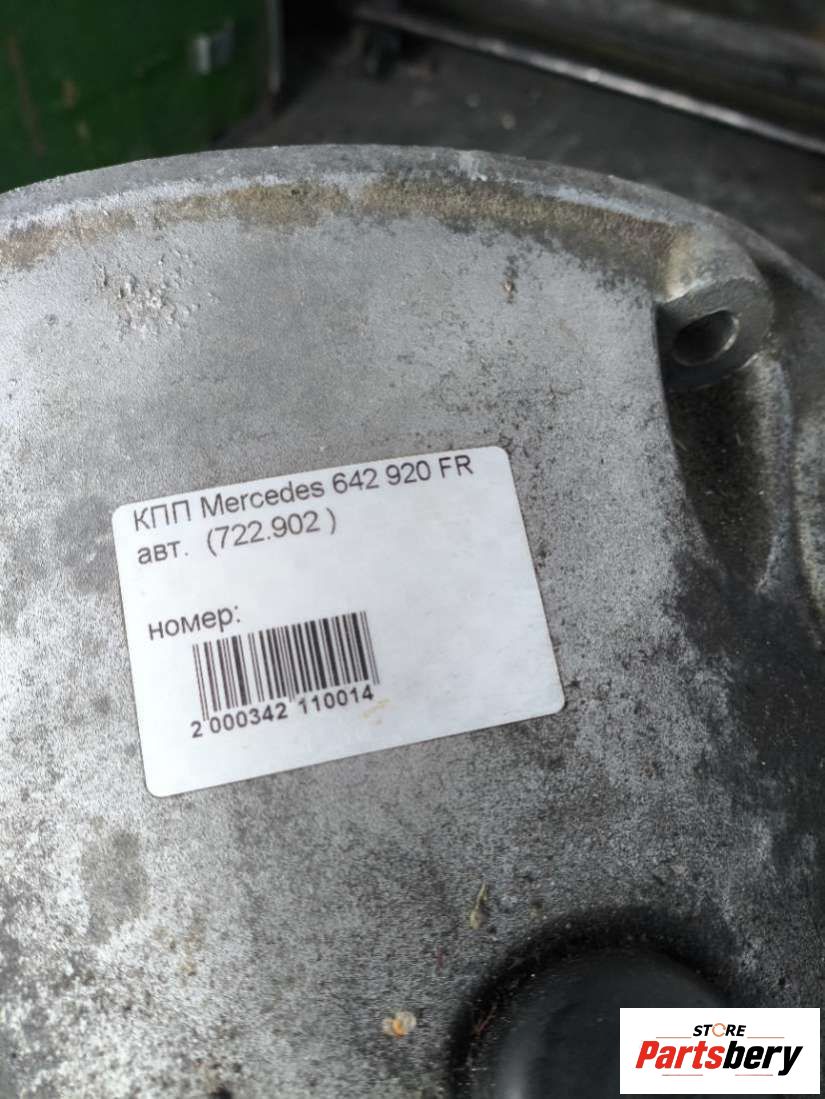 КПП Mercedes 642 920 FR
авт. (722.902 )
номер:
2 000342 110014
STORE
Partsbery